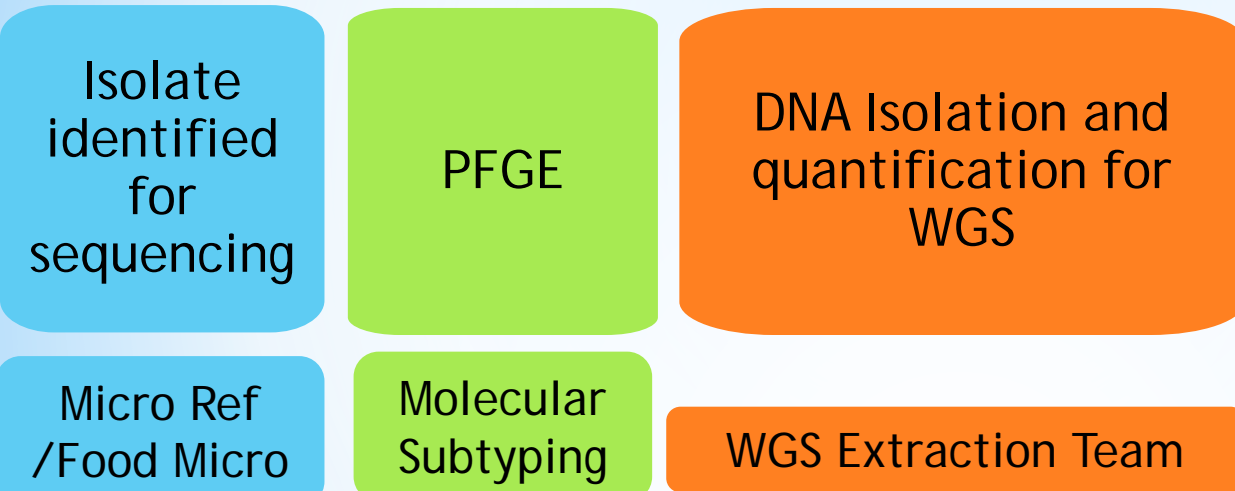 Isolate
identified
for
sequencing
PFGE
DNA Isolation and
quantification for
WGS
Micro Ref
/Food Micro
Molecular
Subtyping
WGS Extraction Team